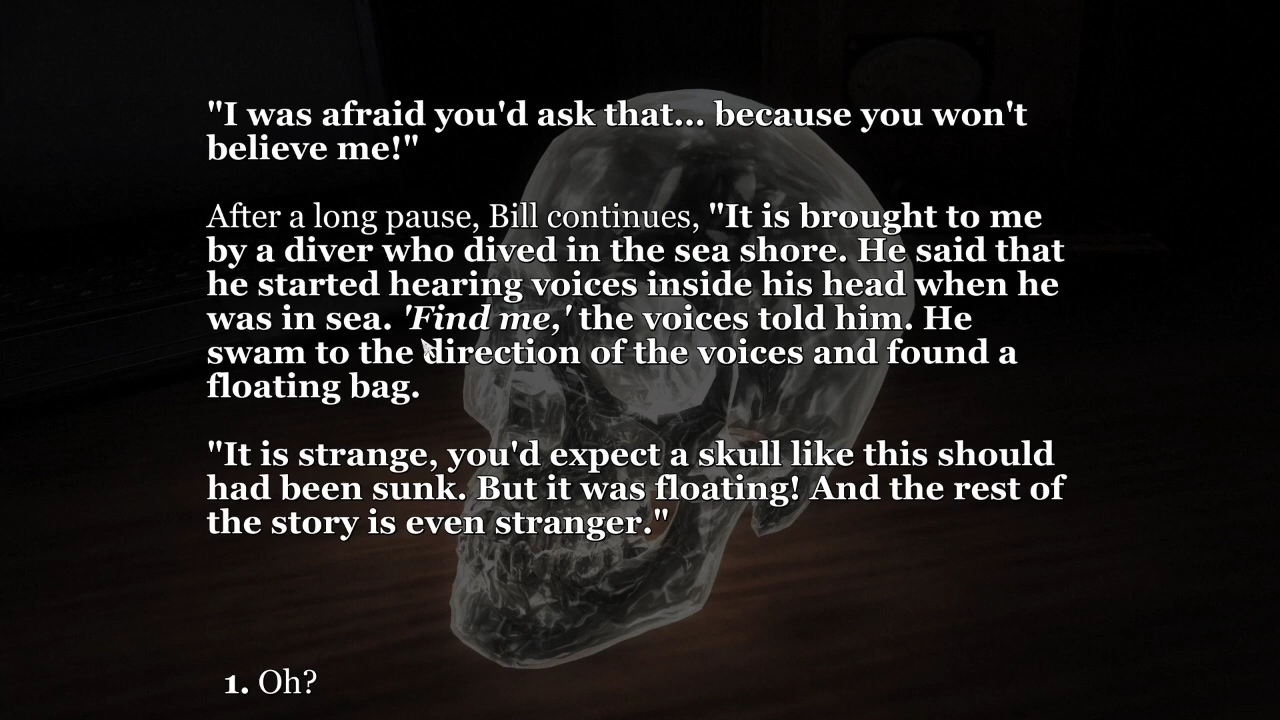 "I was afraid you'd ask that... because you won't
believe me!"
After a long pause, Bill continues, "It is brought to me
by a diver who dived in the sea shore. He said that
he started hearing voices inside his head when he
was in sea. 'Find me,' the voices told him. He
swam to the direction of the voices and found a
floating bag.
"It is strange, you'd expect a skull like this should
had been sunk. But it was floating! And the rest of
the story is even stranger."
1. Oh?